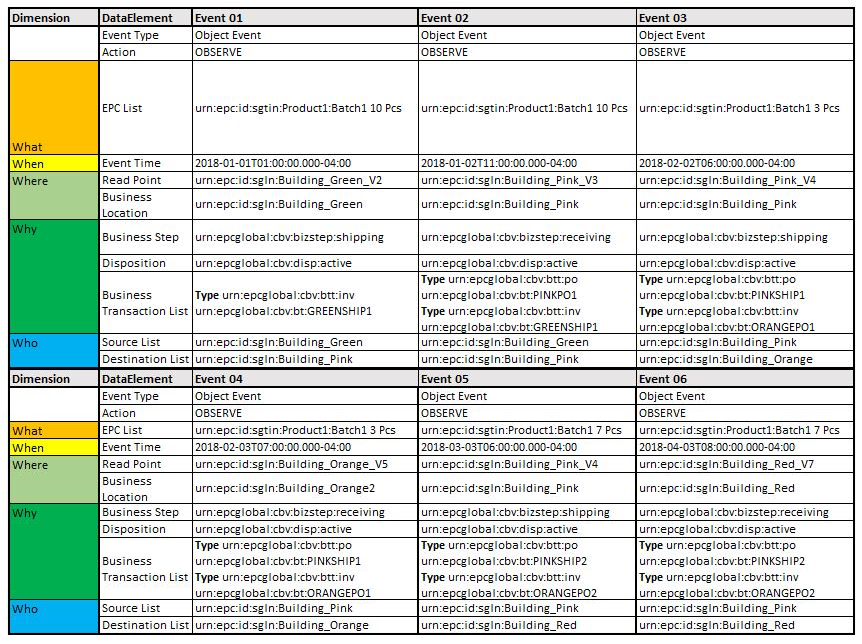 Dimension DataElement Event 01 Event 02 Event 03
Event Type Object Event Object Event Object Event
Action OBSERVE OBSERVE OBSERVE
What EPC List urn:epc:id:sgtin:Product1:Batch1 10 Pcs urn:epc:id:sgtin:Product1:Batch1 10 Pcs urn:epc:id:sgtin:Product1:Batch1 3 Pcs
When Event Time 2018-01-01T01:00:00.000-04:00 2018-01-02T11:00:00.000-04:00 2018-02-02T06:00:00.000-04:00
Where Read Point urn:epc:id:sgln:Building_Green_V2 urn:epc:id:sgln:Building_Pink_V3 urn:epc:id:sgln:Building_Pink_V4
Business
Location urn:epc:id:sgln:Building_Green urn:epc:id:sgln:Building_Pink urn:epc:id:sgln:Building_Pink
Why Business Step urn:epcglobal:cbv:bizstep:shipping urn:epcglobal:cbv:bizstep:receiving urn:epcglobal:cbv:bizstep:shipping
Disposition urn:epcglobal:cbv:disp:active urn:epcglobal:cbv:disp:active urn:epcglobal:cbv:disp:active
Type urn:epcglobal:cbv:btt:po Type urn:epcglobal:cbv:btt:po
Business Type urn:epcglobal:cbv:btt:inv urn:epcglobal:cbv:bt:PINKPO1 urn:epcglobal:cbv:bt:PINKSHIP1
Transaction List urn:epcglobal:cbv:bt:GREENSHIP1 Type urn:epcglobal:cbv:btt:inv Type urn:epcglobal:cbv:btt:inv
urn:epcglobal:cbv:bt:GREENSHIP1 urn:epcglobal:cbv:bt:ORANGEPO1
Who Source List urn:epc:id:sgln:Building_Green urn:epc:id:sgln:Building_Green urn:epc:id:sgln:Building_Pink
Destination List urn:epc:id:sgln:Building_Pink urn:epc:id:sgln:Building_Pink urn:epc:id:sgln:Building_Orange
Dimension DataElement Event 04 Event 05 Event 06
Event Type Object Event Object Event Object Event
Action OBSERVE OBSERVE OBSERVE
What EPC List urn:epc:id:sgtin:Product1:Batch1 3 Pcs urn:epc:id:sgtin:Product1:Batch1 7 Pcs urn:epc:id:sgtin:Product1:Batch1 7 Pcs
When Event Time 2018-02-03T07:00:00.000-04:00 2018-03-03T06:00:00.000-04:00 2018-04-03T08:00:00.000-04:00
Where Read Point urn:epc:id:sgln:Building_Orange_V5 urn:epc:id:sgln:Building_Pink_V4 urn:epc:id:sgln:Building_Red_V7
Business
Location urn:epc:id:sgln:Building_Orange2 urn:epc:id:sgln:Building_Pink urn:epc:id:sgln:Building_Red
Why Business Step urn:epcglobal:cbv:bizstep:receiving urn:epcglobal:cbv:bizstep:shipping urn:epcglobal:cbv:bizstep:receiving
Disposition urn:epcglobal:cbv:disp:active urn:epcglobal:cbv:disp:active urn:epcglobal:cbv:disp:active
Type urn:epcglobal:cbv:btt:po Type urn:epcglobal:cbv:btt:po Type urn:epcglobal:cbv:btt:po
Business urn:epcglobal:cbv:bt:PINKSHIP1 urn:epcglobal:cbv:bt:PINKSHIP2 urn:epcglobal:cbv:bt:PINKSHIP2
Transaction List Type urn:epcglobal:cbv:btt:inv Type urn:epcglobal:cbv:btt:inv Type urn:epcglobal:cbv:btt:inv
urn:epcglobal:cbv:bt:ORANGEPO1 urn:epcglobal:cbv:bt:ORANGEPO2 urn:epcglobal:cbv:bt:ORANGEPO2
Who Source List urn:epc:id:sgln:Building_Pink urn:epc:id:sgln:Building_Pink urn:epc:id:sgln:Building_Pink
Destination List urn:epc:id:sgln:Building_Orange urn:epc:id:sgln:Building_Red urn:epc:id:sgln:Building_Red